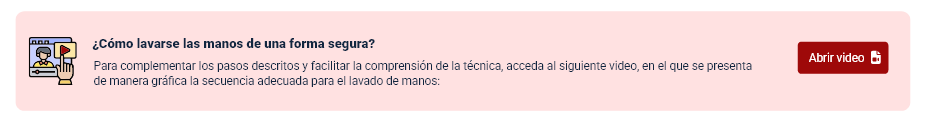 ¿Cómo lavarse las manos de una forma segura?
Para complementar los pasos descritos y facilitar la comprensión de la técnica, acceda al siguiente video, en el que se presenta
de manera gráfica la secuencia adecuada para el lavado de manos:
Abrir video